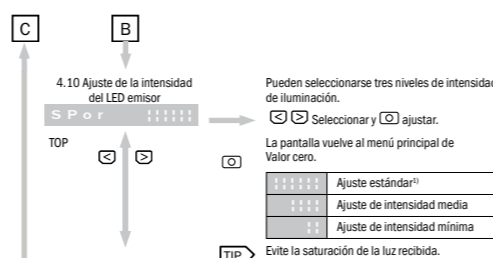 C
B
4.10 Ajuste de la intensidad
del LED emisor
SPor
TOP
Pueden seleccionarse tres niveles de intensidad
de iluminación.
< > Seleccionar y O ajustar.
La pantalla vuelve al menú principal de
Valor cero.
Ajuste estándar1)
Ajuste de intensidad media
Ajuste de intensidad mínima
TIP
Evite la saturación de la luz recibida.